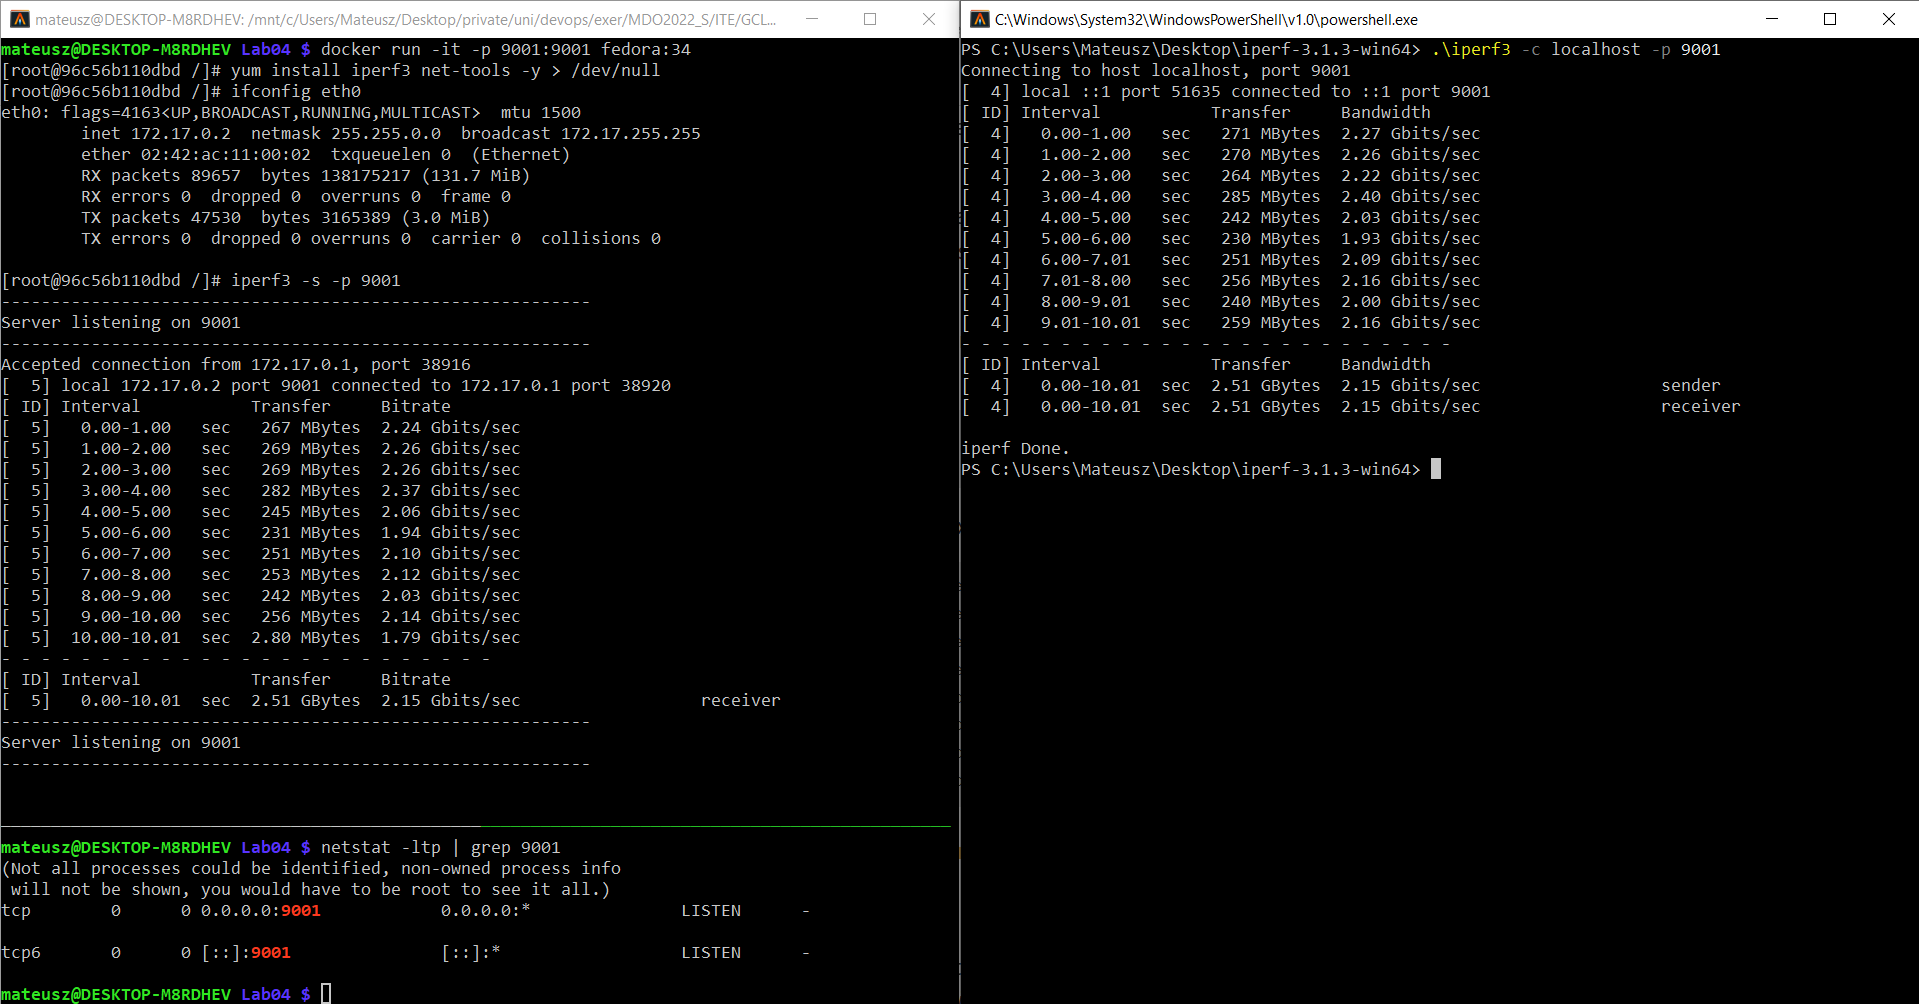 mateusz@DESKTOP-M8RDHEV: /mnt/c/Users/Mateusz/Desktop/private/uni/devops/exer/MDO2022_S/ITE/GCL...
mateusz@DESKTOP-M8RDHEV Lab04 $ docker run -it -p 9001:9001 fedora:34
[root@96c56b110dbd /]# yum install iperf3 net-tools -y > /dev/null
[root@96c56b110dbd /]# ifconfig eth0
eth0: flags=4163<UP,BROADCAST,RUNNING,MULTICAST>  mtu 1500
        inet 172.17.0.2  netmask 255.255.0.0  broadcast 172.17.255.255
        ether 02:42:ac:11:00:02  txqueuelen 0  (Ethernet)
        RX packets 89657  bytes 138175217 (131.7 MiB)
        RX errors 0  dropped 0  overruns 0  frame 0
        TX packets 47530  bytes 3165389 (3.0 MiB)
        TX errors 0  dropped 0 overruns 0  carrier 0  collisions 0
[root@96c56b110dbd /]# iperf3 -s -p 9001
-----------------------------------------------------------
Server listening on 9001
-----------------------------------------------------------
Accepted connection from 172.17.0.1, port 38916
[  5] local 172.17.0.2 port 9001 connected to 172.17.0.1 port 38920
[ ID] Interval           Transfer     Bitrate
[  5]   0.00-1.00   sec   267 MBytes  2.24 Gbits/sec
[  5]   1.00-2.00   sec   269 MBytes  2.26 Gbits/sec
[  5]   2.00-3.00   sec   269 MBytes  2.26 Gbits/sec
[  5]   3.00-4.00   sec   282 MBytes  2.37 Gbits/sec
[  5]   4.00-5.00   sec   245 MBytes  2.06 Gbits/sec
[  5]   5.00-6.00   sec   231 MBytes  1.94 Gbits/sec
[  5]   6.00-7.00   sec   251 MBytes  2.10 Gbits/sec
[  5]   7.00-8.00   sec   253 MBytes  2.12 Gbits/sec
[  5]   8.00-9.00   sec   242 MBytes  2.03 Gbits/sec
[  5]   9.00-10.00  sec   256 MBytes  2.14 Gbits/sec
[  5]  10.00-10.01  sec  2.80 MBytes  1.79 Gbits/sec
- - - - - - - - - - - - - - - - - - - - - - - - -
[ ID] Interval           Transfer     Bitrate
[  5]   0.00-10.01  sec  2.51 GBytes  2.15 Gbits/sec                  receiver
-----------------------------------------------------------
Server listening on 9001
-----------------------------------------------------------
mateusz@DESKTOP-M8RDHEV Lab04 $ netstat -ltp | grep 9001
(Not all processes could be identified, non-owned process info
 will not be shown, you would have to be root to see it all.)
tcp        0      0 0.0.0.0:9001            0.0.0.0:*               LISTEN      -
tcp6       0      0 [::]:9001               [::]:*                  LISTEN      -
mateusz@DESKTOP-M8RDHEV Lab04 $
C:\Windows\System32\WindowsPowerShell\v1.0\powershell.exe
PS C:\Users\Mateusz\Desktop\iperf-3.1.3-win64> .\iperf3 -c localhost -p 9001
Connecting to host localhost, port 9001
[  4] local ::1 port 51635 connected to ::1 port 9001
[ ID] Interval           Transfer     Bandwidth
[  4]   0.00-1.00   sec   271 MBytes  2.27 Gbits/sec
[  4]   1.00-2.00   sec   270 MBytes  2.26 Gbits/sec
[  4]   2.00-3.00   sec   264 MBytes  2.22 Gbits/sec
[  4]   3.00-4.00   sec   285 MBytes  2.40 Gbits/sec
[  4]   4.00-5.00   sec   242 MBytes  2.03 Gbits/sec
[  4]   5.00-6.00   sec   230 MBytes  1.93 Gbits/sec
[  4]   6.00-7.01   sec   251 MBytes  2.09 Gbits/sec
[  4]   7.01-8.00   sec   256 MBytes  2.16 Gbits/sec
[  4]   8.00-9.01   sec   240 MBytes  2.00 Gbits/sec
[  4]   9.01-10.01  sec   259 MBytes  2.16 Gbits/sec
- - - - - - - - - - - - - - - - - - - - - - - - -
[ ID] Interval           Transfer     Bandwidth
[  4]   0.00-10.01  sec  2.51 GBytes  2.15 Gbits/sec                  sender
[  4]   0.00-10.01  sec  2.51 GBytes  2.15 Gbits/sec                  receiver
iperf Done.
PS C:\Users\Mateusz\Desktop\iperf-3.1.3-win64>